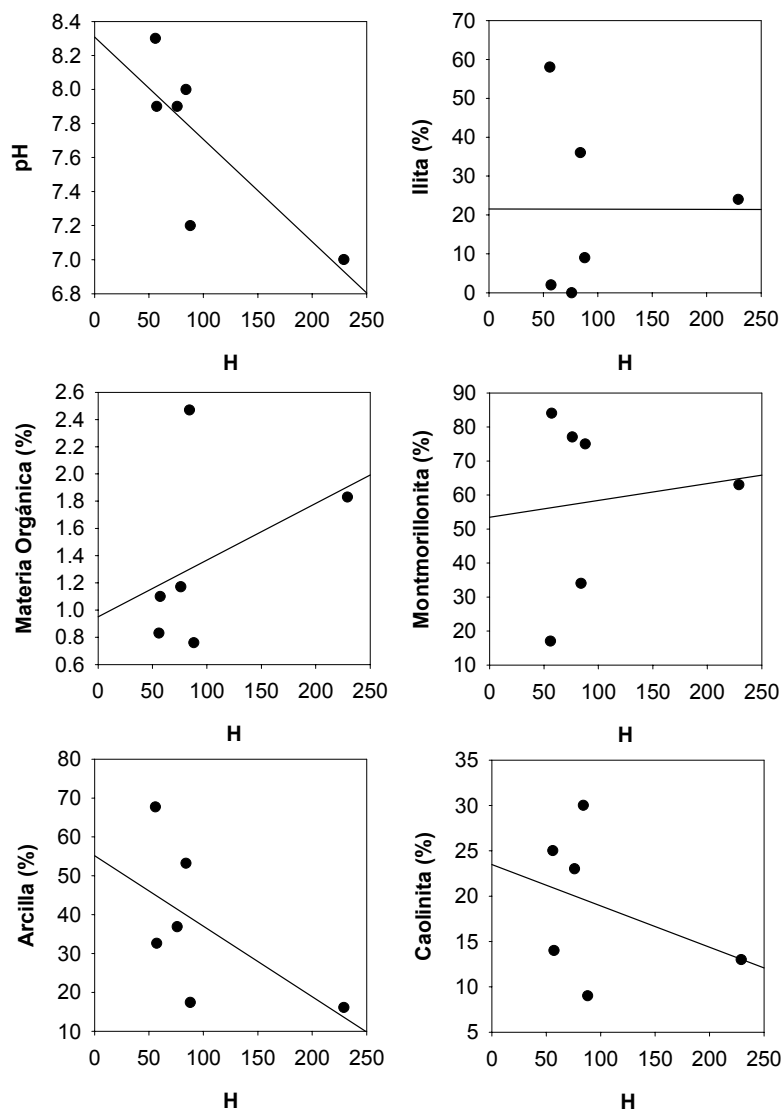 8.4
8.2
8.0
7.8
7.6
7.4
7.2
7.0
6.8
pH
0 50 100 150 200 250
H
70
60
50
40
30
20
10
0
Ilita (%)
0 50 100 150 200 250
H
2.6
2.4
2.2
2.0
1.8
1.6
1.4
1.2
1.0
0.8
0.6
Materia Orgánica (%)
0 50 100 150 200 250
H
90
80
70
60
50
40
30
20
10
Montmorillonita (%)
0 50 100 150 200 250
H
80
70
60
50
40
30
20
10
Arcilla (%)
0 50 100 150 200 250
H
35
30
25
20
15
10
5
Caolinita (%)
0 50 100 150 200 250
H